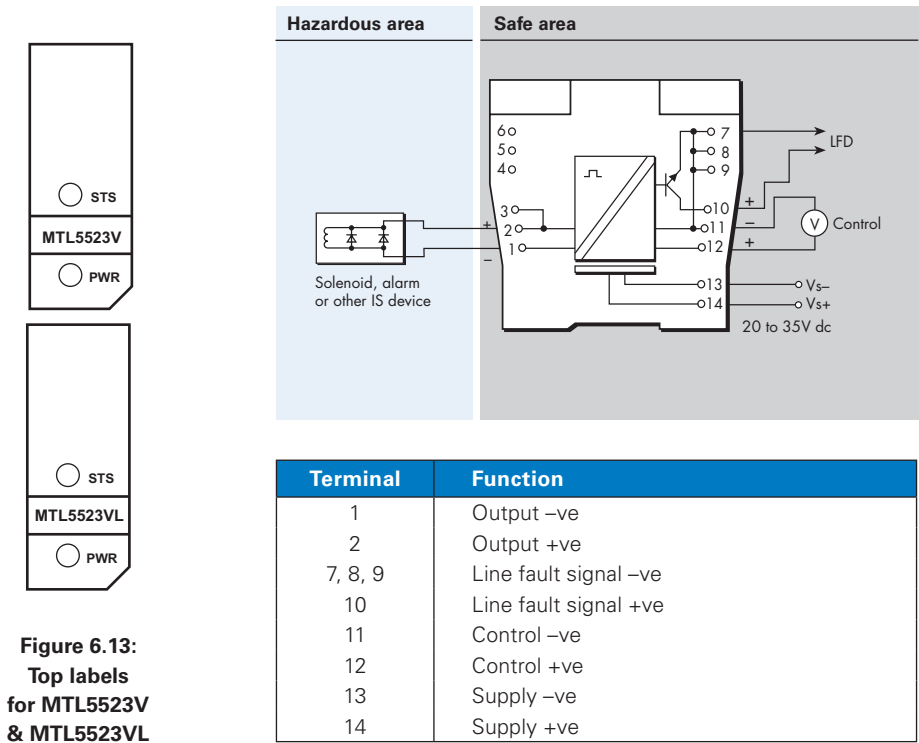 STS
MTL5523V
PWR
STS
MTL5523VL
PWR
Figure 6.13:
Top labels
for MTL5523V
& MTL5523VL
Hazardous area
Safe area
6
5
4
3
2
1
+
–
Solenoid, alarm
or other IS device
7
8
9
10
11
12
13
14
LFD
+
–
+
V
Control
Vs–
Vs+
20 to 35V dc
Terminal Function
1 Output –ve
2 Output +ve
7, 8, 9 Line fault signal –ve
10 Line fault signal +ve
11 Control –ve
12 Control +ve
13 Supply –ve
14 Supply +ve